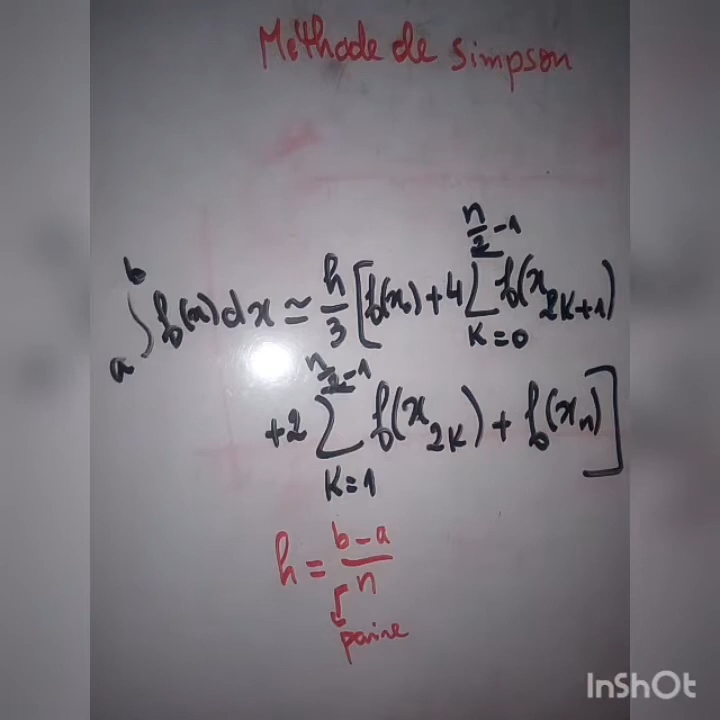 Méthode de simpson
∫_a^b f(x)dx ≃ h/3 [f(x₀) + 4 ∑_{K=0}^{n/2 - 1} f(x_{2K+1})
+2 ∑_{K=1}^{n/2 - 1} f(x_{2K}) + f(x_n)]
h = b-a/n
paire
InShOt